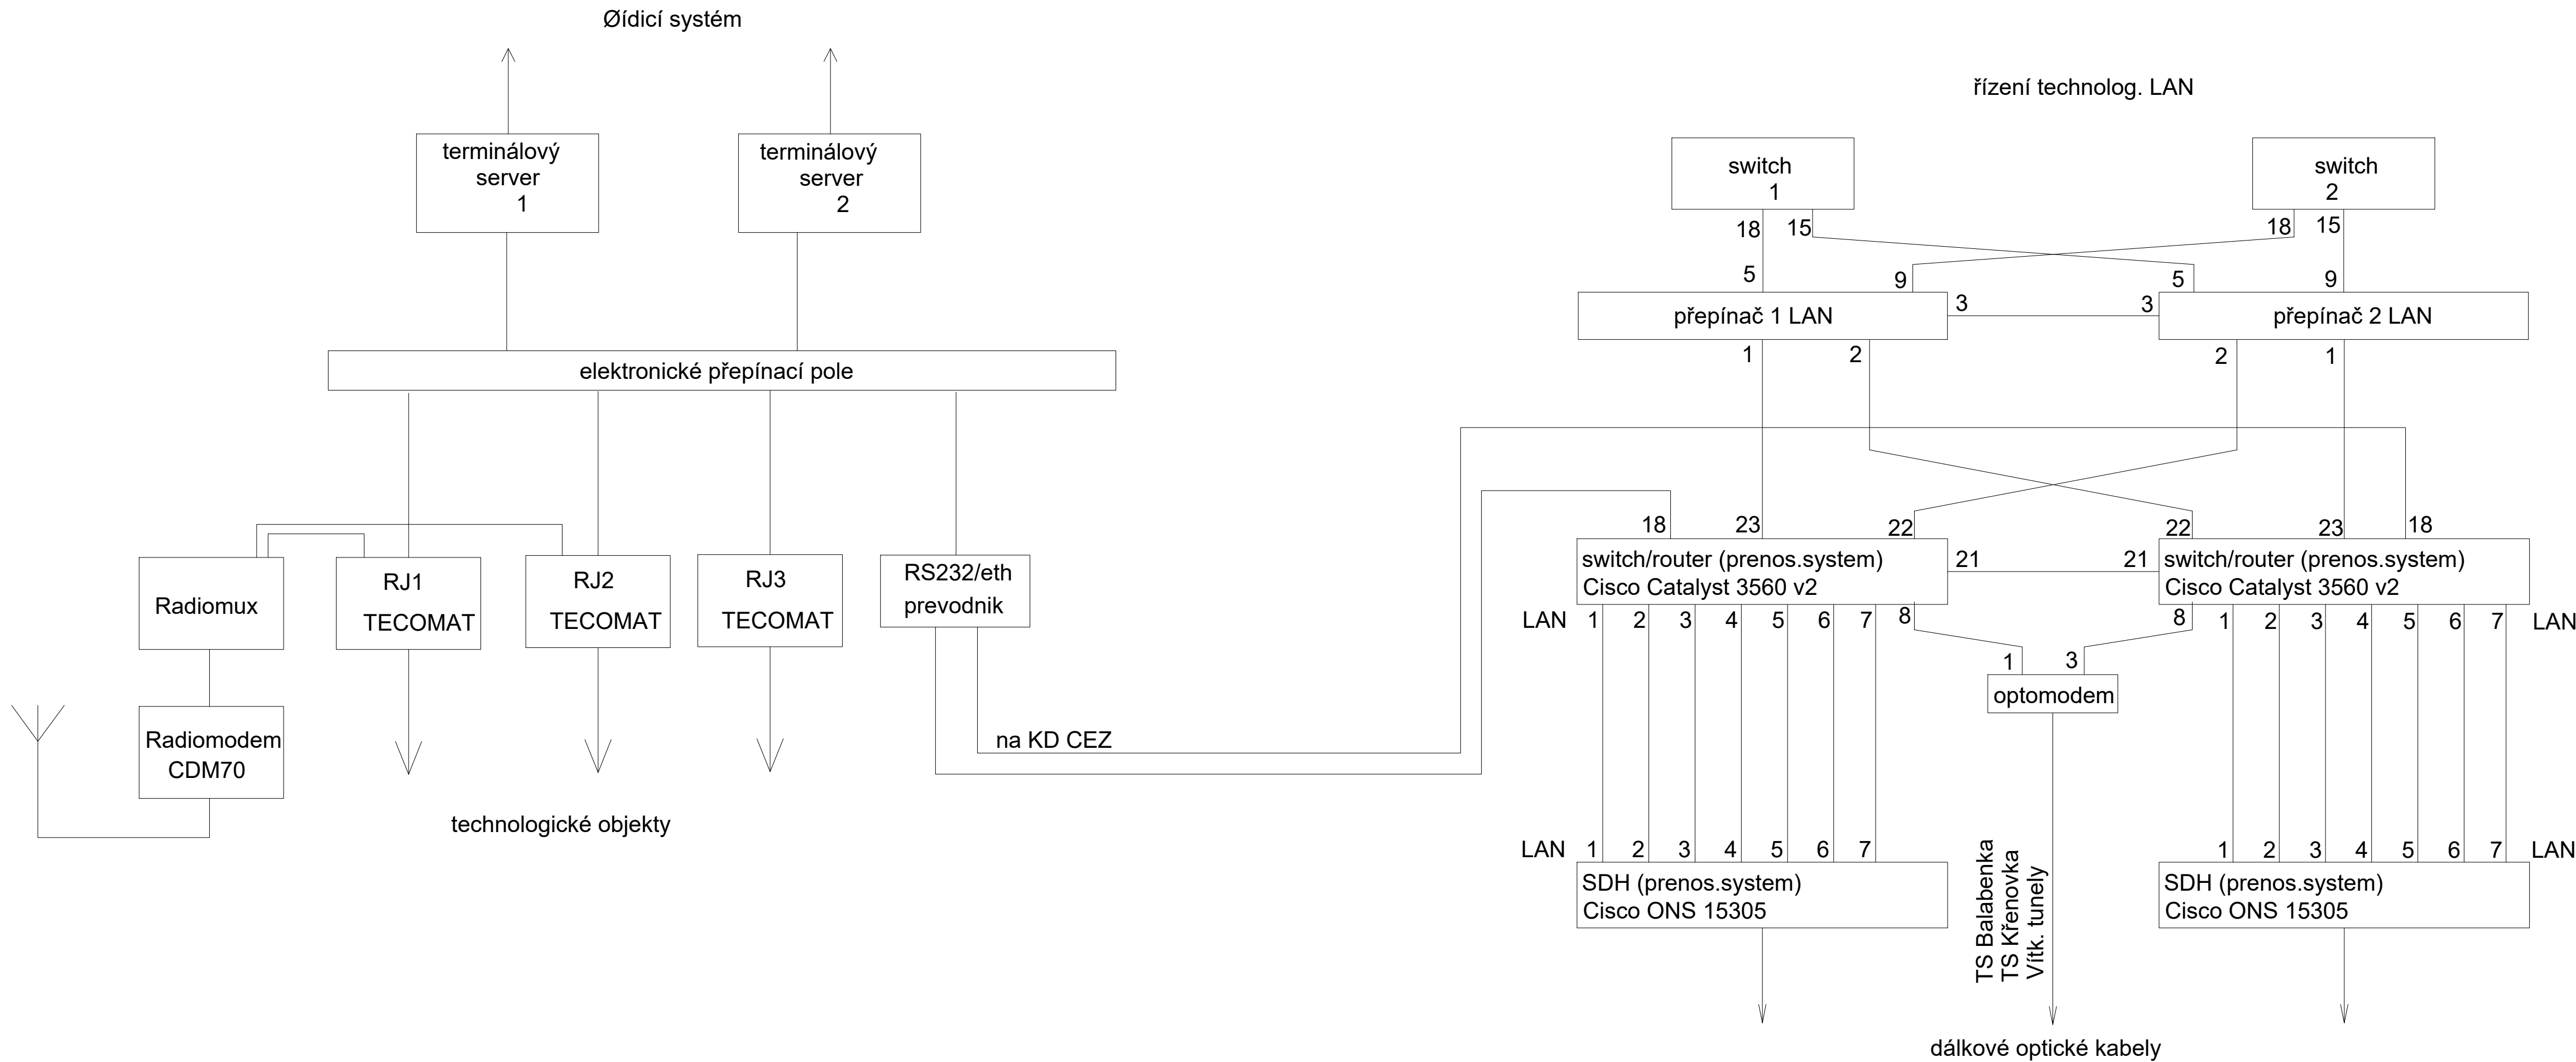 Øídicí systém
řízení technolog. LAN
terminálový
server
1
terminálový
server
2
switch
1
switch
2
18 15
18 15
5 9
5 9
přepínač 1 LAN
3 3
přepínač 2 LAN
1 2
2 1
elektronické přepínací pole
18 23 22
22 23 18
switch/router (prenos.system)
Cisco Catalyst 3560 v2
21 21
switch/router (prenos.system)
Cisco Catalyst 3560 v2
Radiomux
RJ1
TECOMAT
RJ2
TECOMAT
RJ3
TECOMAT
RS232/eth
prevodnik
LAN 1 2 3 4 5 6 7 8
8 1 2 3 4 5 6 7 LAN
1 3
optomodem
Radiomodem
CDM70
na KD CEZ
technologické objekty
LAN 1 2 3 4 5 6 7
1 2 3 4 5 6 7 LAN
SDH (prenos.system)
Cisco ONS 15305
TS Balabenka
TS Křenovka
Vítk. tunely
SDH (prenos.system)
Cisco ONS 15305
dálkové optické kabely